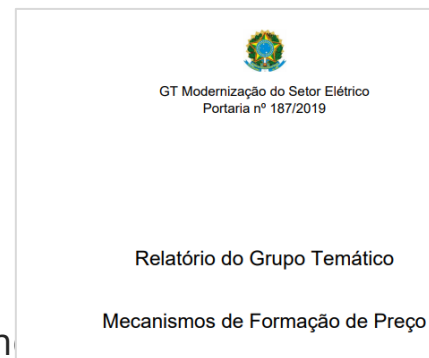 GT Modernização do Setor Elétrico
Portaria nº 187/2019
Relatório do Grupo Temático
Mecanismos de Formação de Preço